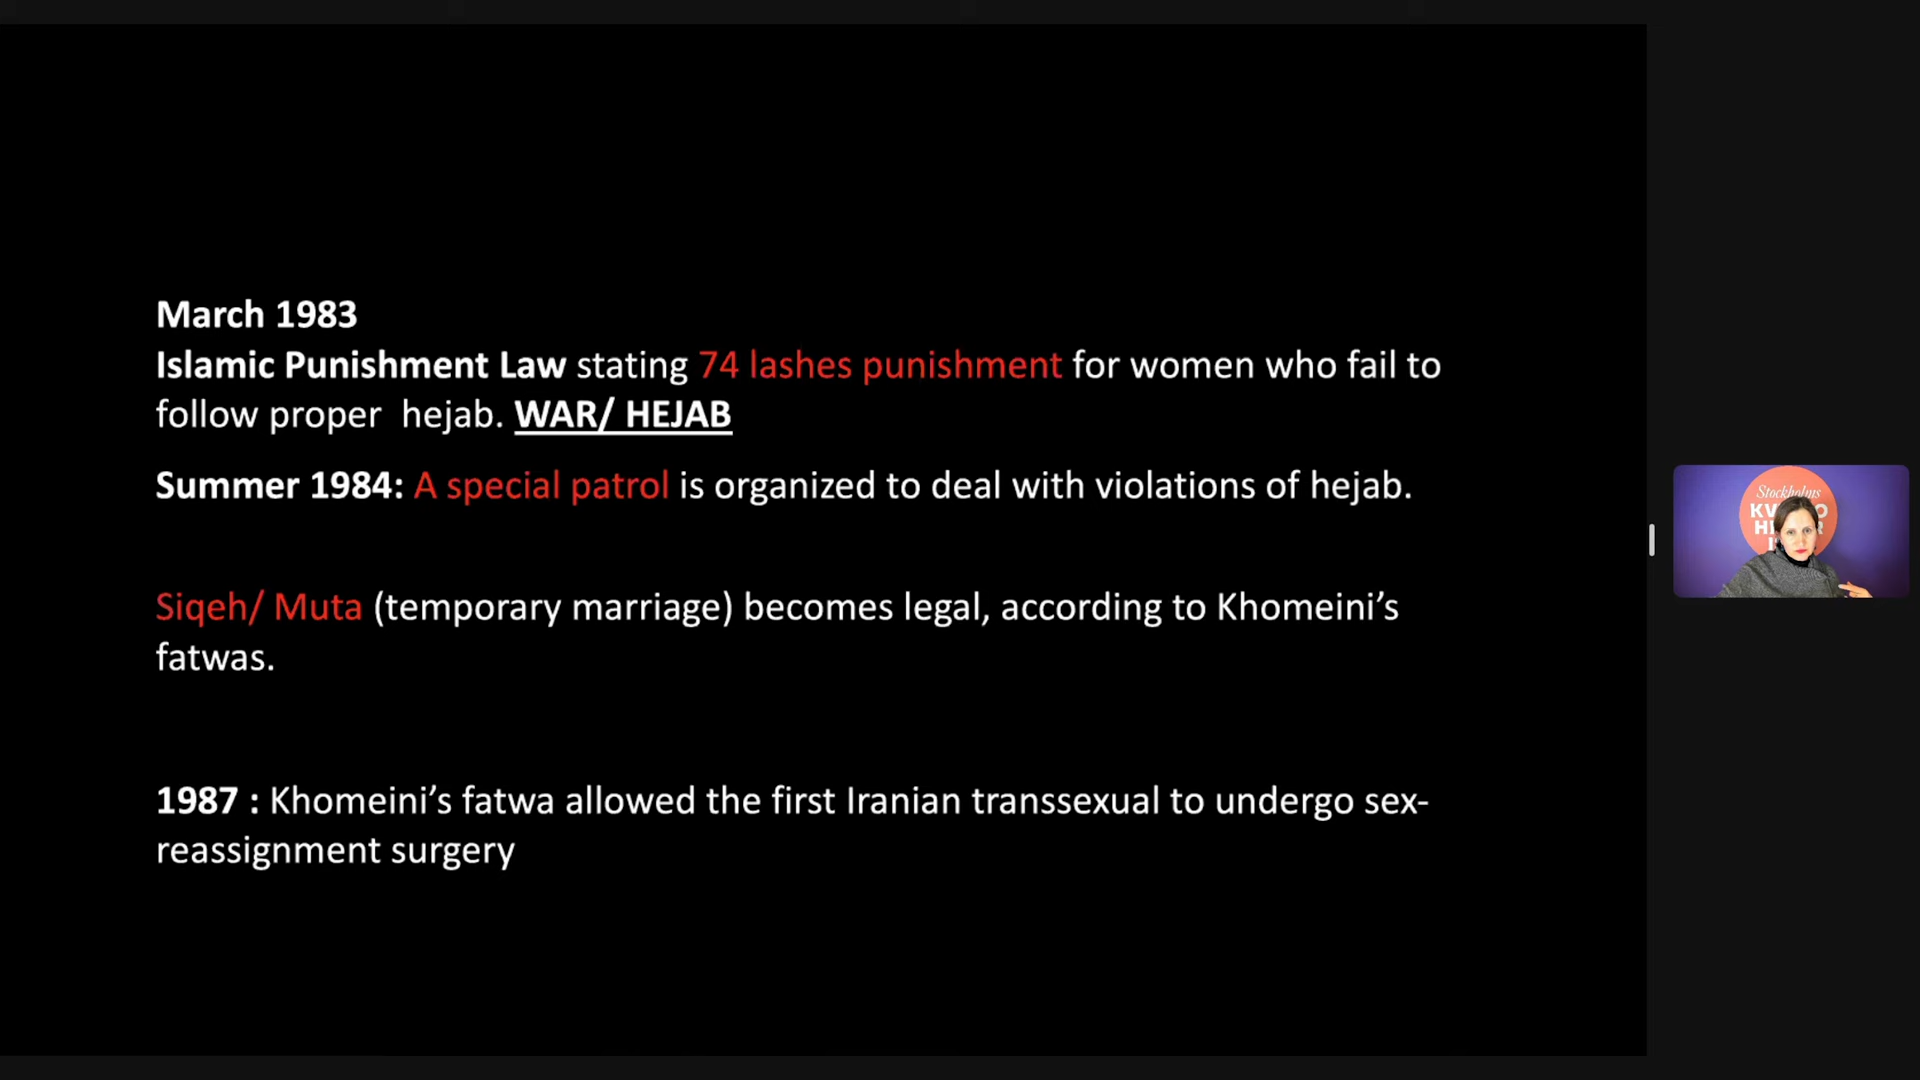 March 1983
Islamic Punishment Law stating 74 lashes punishment for women who fail to
follow proper  hejab. WAR/ HEJAB
Summer 1984: A special patrol is organized to deal with violations of hejab.
Siqeh/ Muta (temporary marriage) becomes legal, according to Khomeini’s
fatwas.
1987 : Khomeini’s fatwa allowed the first Iranian transsexual to undergo sex-
reassignment surgery
Stockholms